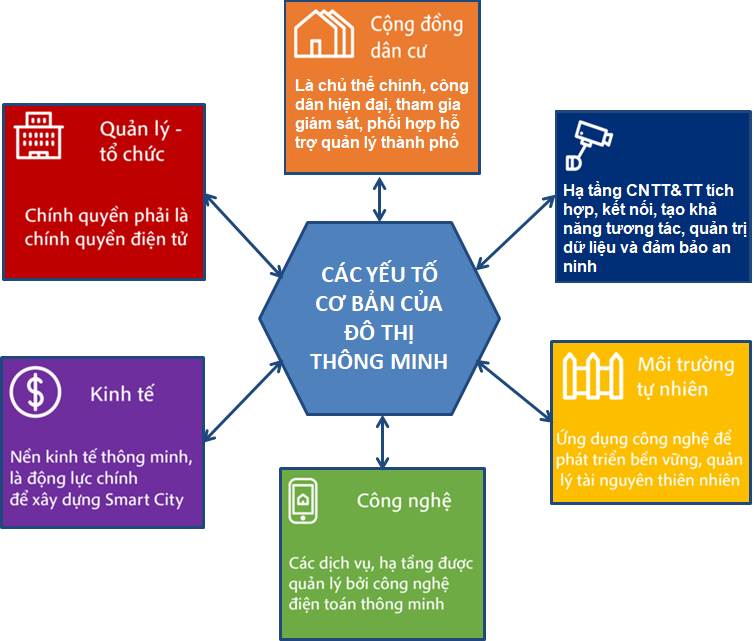 Cộng đồng
dân cư
Là chủ thể chính, công
dân hiện đại, tham gia
giám sát, phối hợp hỗ
trợ quản lý thành phố
Quản lý -
tổ chức
Chính quyền phải là
chính quyền điện tử
Hạ tầng CNTT&TT tích
hợp, kết nối, tạo khả
năng tương tác, quản trị
dữ liệu và đảm bảo an
ninh
CÁC YẾU TỐ
CƠ BẢN CỦA
ĐÔ THỊ
THÔNG MINH
Kinh tế
Nền kinh tế thông minh,
là động lực chính
để xây dựng Smart City
Môi trường
tự nhiên
Ứng dụng công nghệ để
phát triển bền vững, quản
lý tài nguyên thiên nhiên
Công nghệ
Các dịch vụ, hạ tầng được
quản lý bởi công nghệ
điện toán thông minh